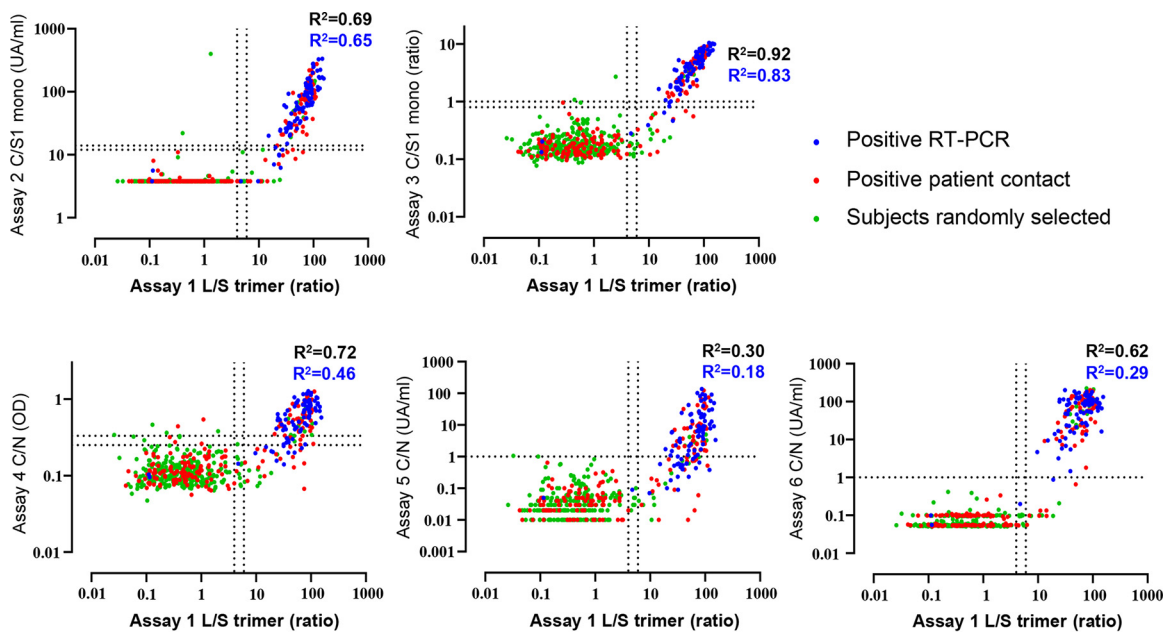 R²=0.69
R²=0.65
Assay 2 C/S1 mono (UA/ml)
1000
100
10
1
0.01 0.1 1 10 100 1000
Assay 1 L/S trimer (ratio)
R²=0.92
R²=0.83
Assay 3 C/S1 mono (ratio)
10
1
0.1
0.01
0.01 0.1 1 10 100 1000
Assay 1 L/S trimer (ratio)
Positive RT-PCR
Positive patient contact
Subjects randomly selected
R²=0.72
R²=0.46
Assay 4 C/N (OD)
1
0.1
0.01
0.01 0.1 1 10 100 1000
Assay 1 L/S trimer (ratio)
R²=0.30
R²=0.18
Assay 5 C/N (UA/ml)
1000
100
10
1
0.1
0.01
0.001
0.01 0.1 1 10 100 1000
Assay 1 L/S trimer (ratio)
R²=0.62
R²=0.29
Assay 6 C/N (UA/ml)
1000
100
10
1
0.1
0.01
0.01 0.1 1 10 100 1000
Assay 1 L/S trimer (ratio)